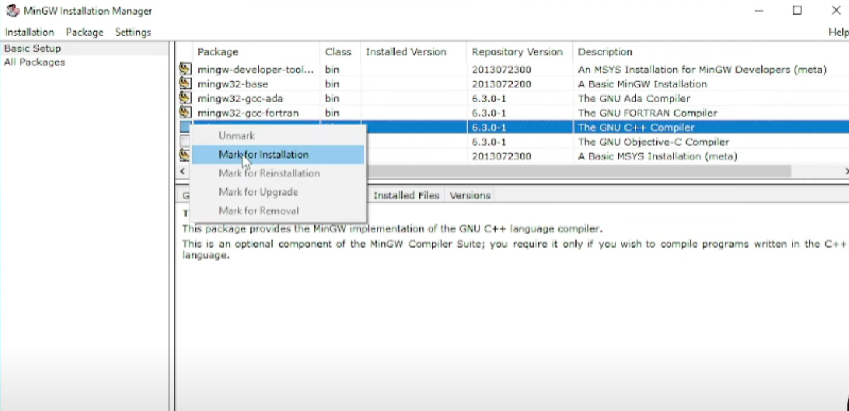 MinGW Installation Manager
Installation Package Settings Help
Basic Setup
All Packages
Package Class Installed Version Repository Version Description
mingw-developer-tool... bin 2013072300 An MSYS Installation for MinGW Developers (meta)
mingw32-base bin 2013072200 A Basic MinGW Installation
mingw32-gcc-ada bin 6.3.0-1 The GNU Ada Compiler
mingw32-gcc-fortran bin 6.3.0-1 The GNU FORTRAN Compiler
6.3.0-1 The GNU C++ Compiler
6.3.0-1 The GNU Objective-C Compiler
2013072300 A Basic MSYS Installation (meta)
Unmark
Mark for Installation
Mark for Reinstallation
Mark for Upgrade
Mark for Removal
G Installed Files Versions
T
This package provides the MinGW implementation of the GNU C++ language compiler.
This is an optional component of the MinGW Compiler Suite; you require it only if you wish to compile programs written in the C++
language.